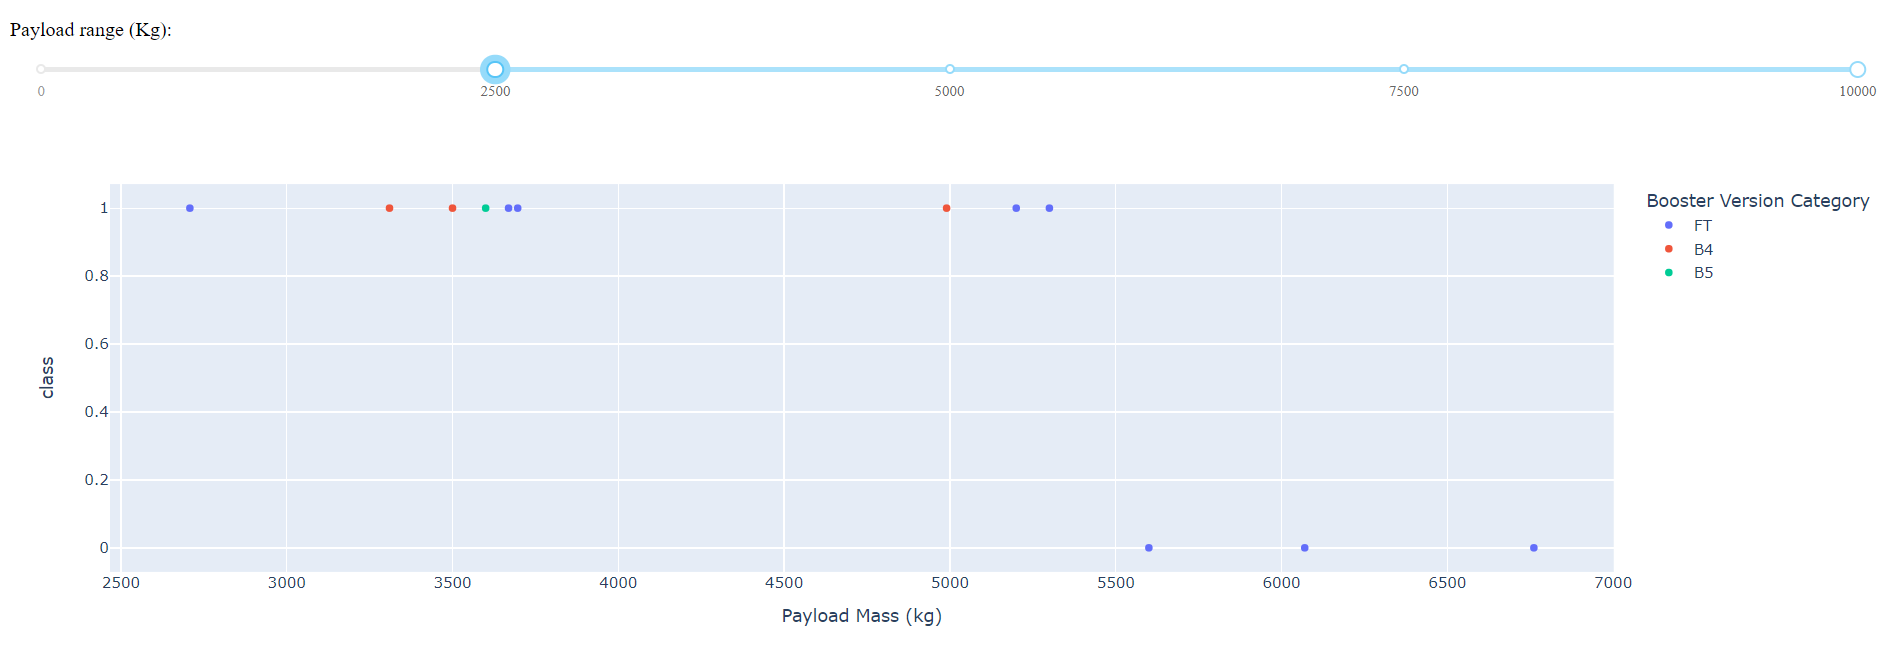 Payload range (Kg):
0 2500 5000 7500 10000
Booster Version Category
FT
B4
B5
1
0.8
0.6
0.4
0.2
0
class
2500 3000 3500 4000 4500 5000 5500 6000 6500 7000
Payload Mass (kg)